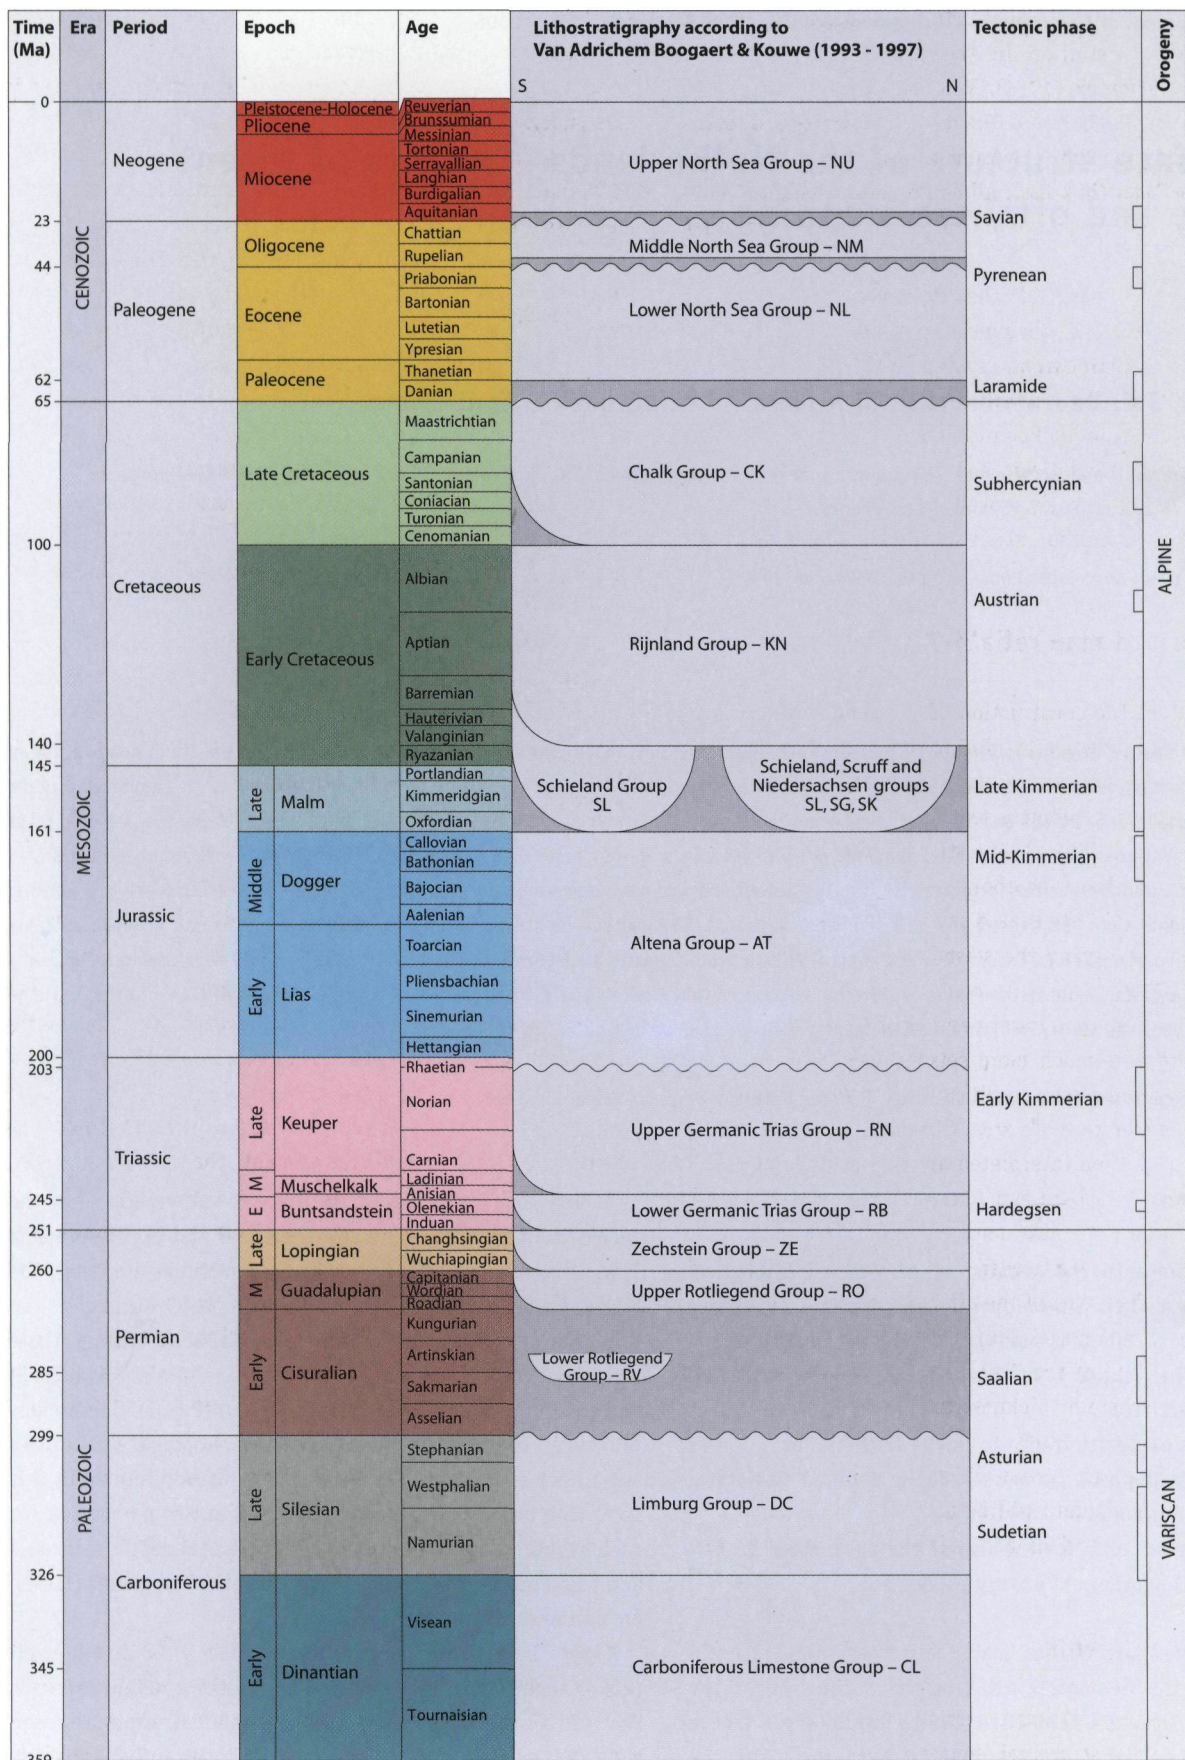 Time (Ma)
Era
Period
Epoch
Age
Lithostratigraphy according to
Van Adrichem Boogaert & Kouwe (1993 - 1997)
S
N
Tectonic phase
Orogeny
0
23
44
62
65
100
140
145
161
200
203
245
251
260
285
299
326
345
359
CENOZOIC
MESOZOIC
PALEOZOIC
Neogene
Paleogene
Cretaceous
Jurassic
Triassic
Permian
Carboniferous
Pleistocene-Holocene
Pliocene
Miocene
Oligocene
Eocene
Paleocene
Late Cretaceous
Early Cretaceous
Late
Malm
Middle
Dogger
Early
Lias
Late
Keuper
M
Muschelkalk
E
Buntsandstein
Late
Lopingian
M
Guadalupian
Early
Cisuralian
Late
Silesian
Early
Dinantian
Reuverian
Brunssumian
Messinian
Tortonian
Serravallian
Langhian
Burdigalian
Aquitanian
Chattian
Rupelian
Priabonian
Bartonian
Lutetian
Ypresian
Thanetian
Danian
Maastrichtian
Campanian
Santonian
Coniacian
Turonian
Cenomanian
Albian
Aptian
Barremian
Hauterivian
Valanginian
Ryazanian
Portlandian
Kimmeridgian
Oxfordian
Callovian
Bathonian
Bajocian
Aalenian
Toarcian
Pliensbachian
Sinemurian
Hettangian
Rhaetian
Norian
Carnian
Ladinian
Anisian
Olenekian
Induan
Changhsingian
Wuchiapingian
Capitanian
Wordian
Roadian
Kungurian
Artinskian
Sakmarian
Asselian
Stephanian
Westphalian
Namurian
Visean
Tournaisian
Upper North Sea Group – NU
Middle North Sea Group – NM
Lower North Sea Group – NL
Chalk Group – CK
Rijnland Group – KN
Schieland Group
SL
Schieland, Scruff and
Niedersachsen groups
SL, SG, SK
Altena Group – AT
Upper Germanic Trias Group – RN
Lower Germanic Trias Group – RB
Zechstein Group – ZE
Upper Rotliegend Group – RO
Lower Rotliegend
Group – RV
Limburg Group – DC
Carboniferous Limestone Group – CL
Savian
Pyrenean
Laramide
Subhercynian
Austrian
Late Kimmerian
Mid-Kimmerian
Early Kimmerian
Hardegsen
Saalian
Asturian
Sudetian
ALPINE
VARISCAN